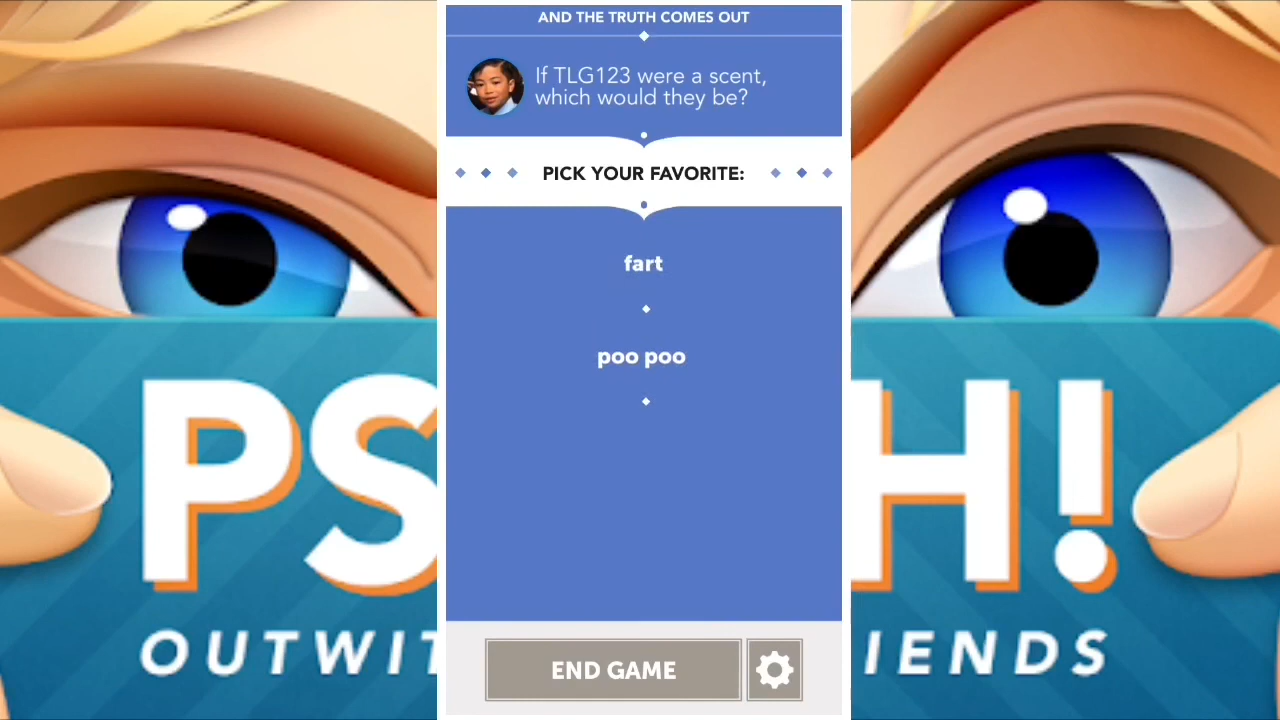 AND THE TRUTH COMES OUT
If TLG123 were a scent,
which would they be?
PICK YOUR FAVORITE:
fart
poo poo
END GAME
PS H!
OUTWIT IENDS